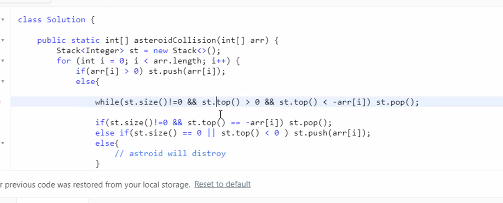 class Solution {
public static int[] asteroidCollision(int[] arr) {
Stack<Integer> st = new Stack<>();
for (int i = 0; i < arr.length; i++) {
if(arr[i] > 0) st.push(arr[i]);
else{
while(st.size()!=0 && st.top() > 0 && st.top() < -arr[i]) st.pop();
if(st.size()!=0 && st.top() == -arr[i]) st.pop();
else if(st.size() == 0 || st.top() < 0 ) st.push(arr[i]);
else{
// astroid will distroy
}
r previous code was restored from your local storage. Reset to default